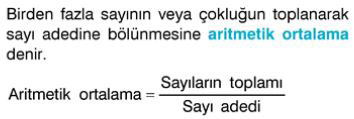 Birden fazla sayının veya çokluğun toplanarak
sayı adedine bölünmesine aritmetik ortalama
denir.
Aritmetik ortalama = Sayıların toplamı
Sayı adedi